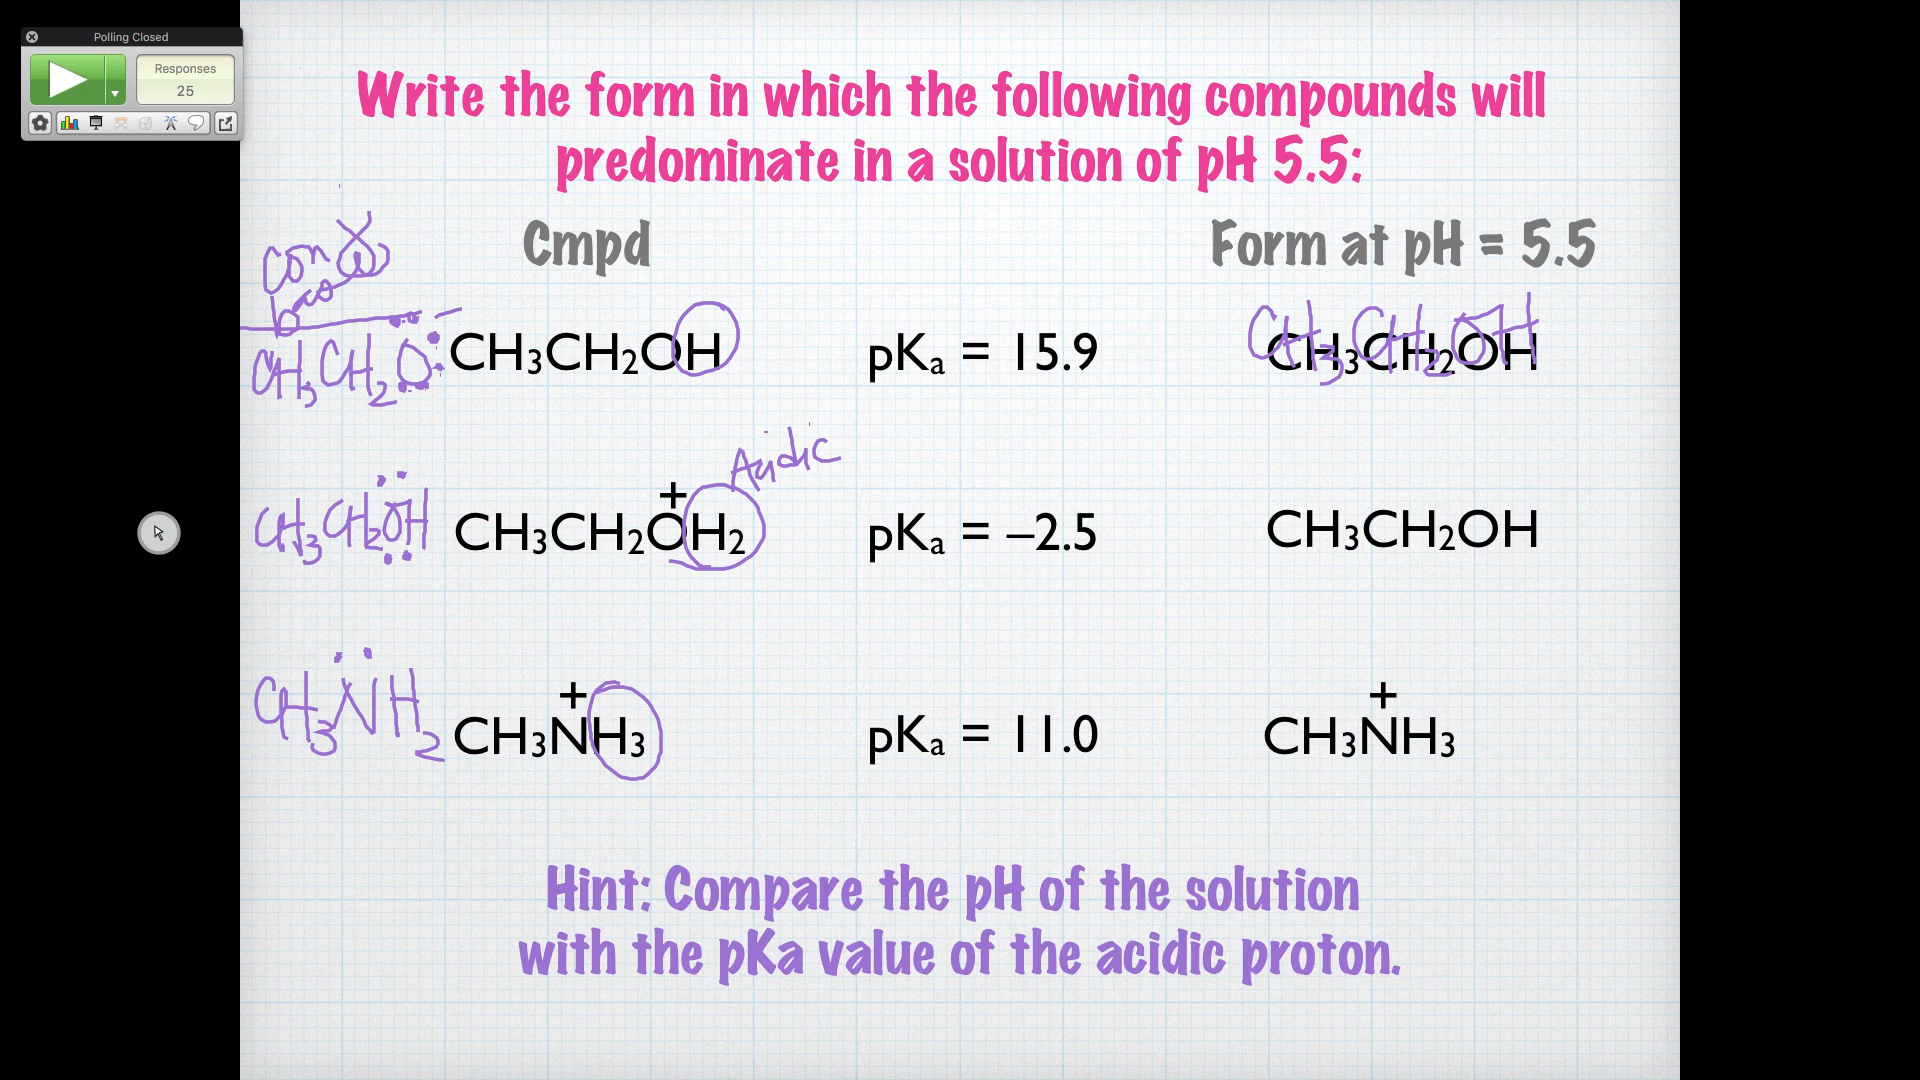 Polling Closed
Responses
25
Write the form in which the following compounds will
predominate in a solution of pH 5.5:
Cmpd
Form at pH = 5.5
base
CH3CH2O
CH₃CH₂OH
pKₐ = 15.9
CH₃CH₂OH
CH3CH2OH
Acidic
CH3CH2OH
+
CH₃CH₂OH₂
pKₐ = –2.5
CH₃CH₂OH
CH3NH2
+
CH₃NH₃
pKₐ = 11.0
+
CH₃NH₃
Hint: Compare the pH of the solution
with the pKa value of the acidic proton.